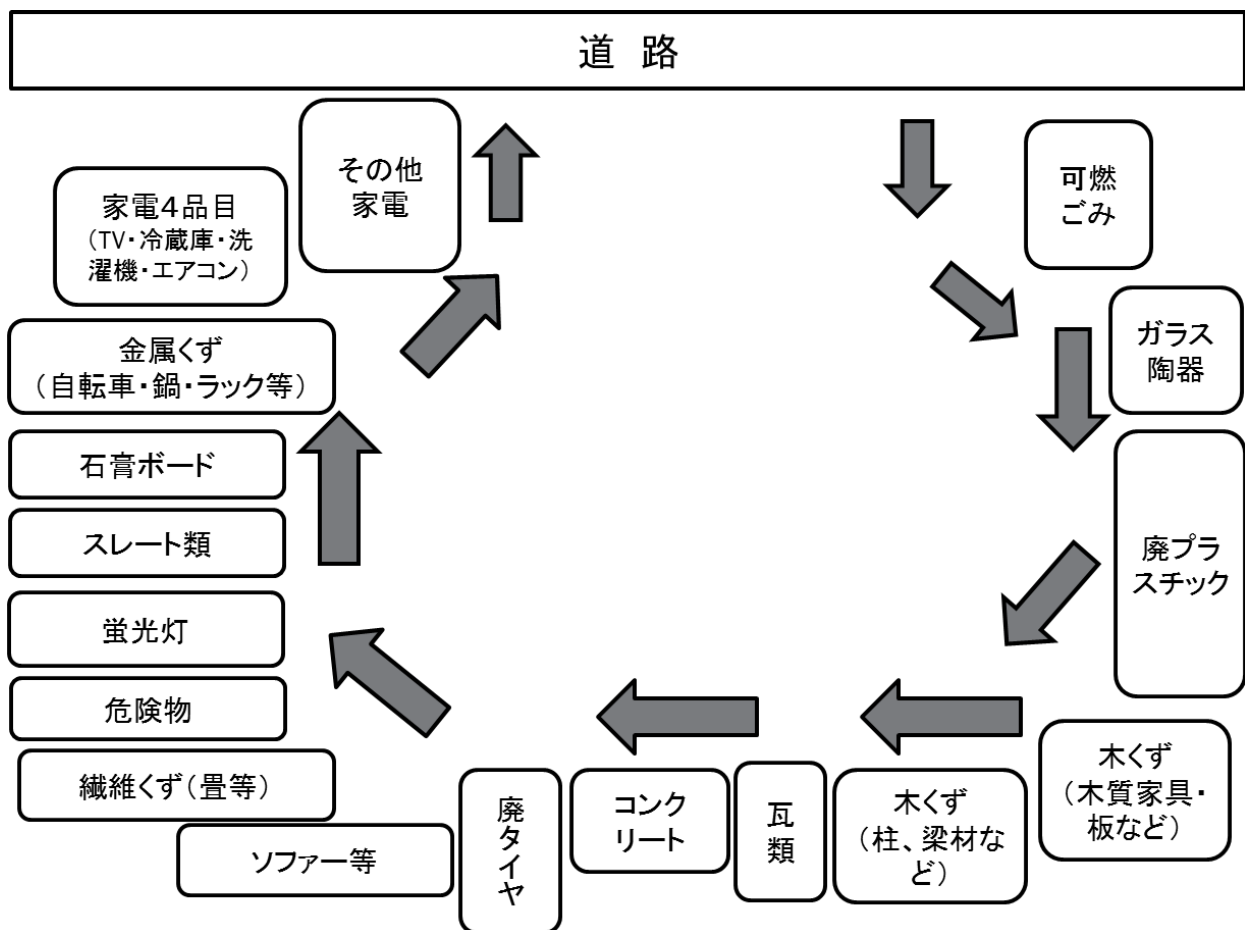 道 路
その他
家電
可燃
ごみ
家電4品目
（TV・冷蔵庫・洗
濯機・エアコン）
ガラス
陶器
金属くず
（自転車・鍋・ラック等）
石膏ボード
廃プラ
スチック
スレート類
蛍光灯
危険物
繊維くず（畳等）
ソファー等
廃タイヤ
コンク
リート
瓦類
木くず
（柱、梁材な
ど）
木くず
（木質家具・
板など）